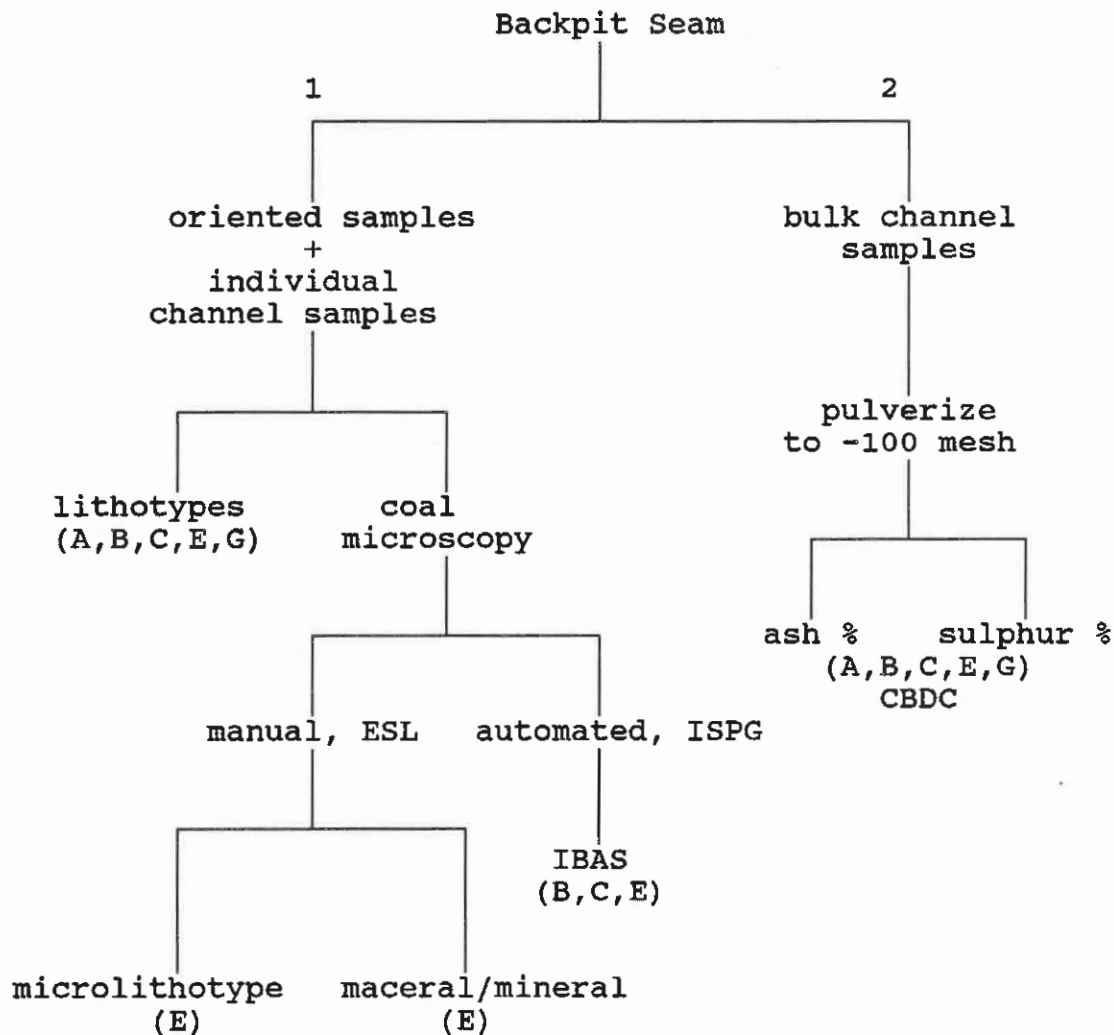 Backpit Seam
1
2
oriented samples
+
individual
channel samples
bulk channel
samples
pulverize
to -100 mesh
lithotypes
(A,B,C,E,G)
coal
microscopy
ash %
sulphur %
(A,B,C,E,G)
CBDC
manual, ESL
automated, ISPG
IBAS
(B,C,E)
microlithotype
(E)
maceral/mineral
(E)